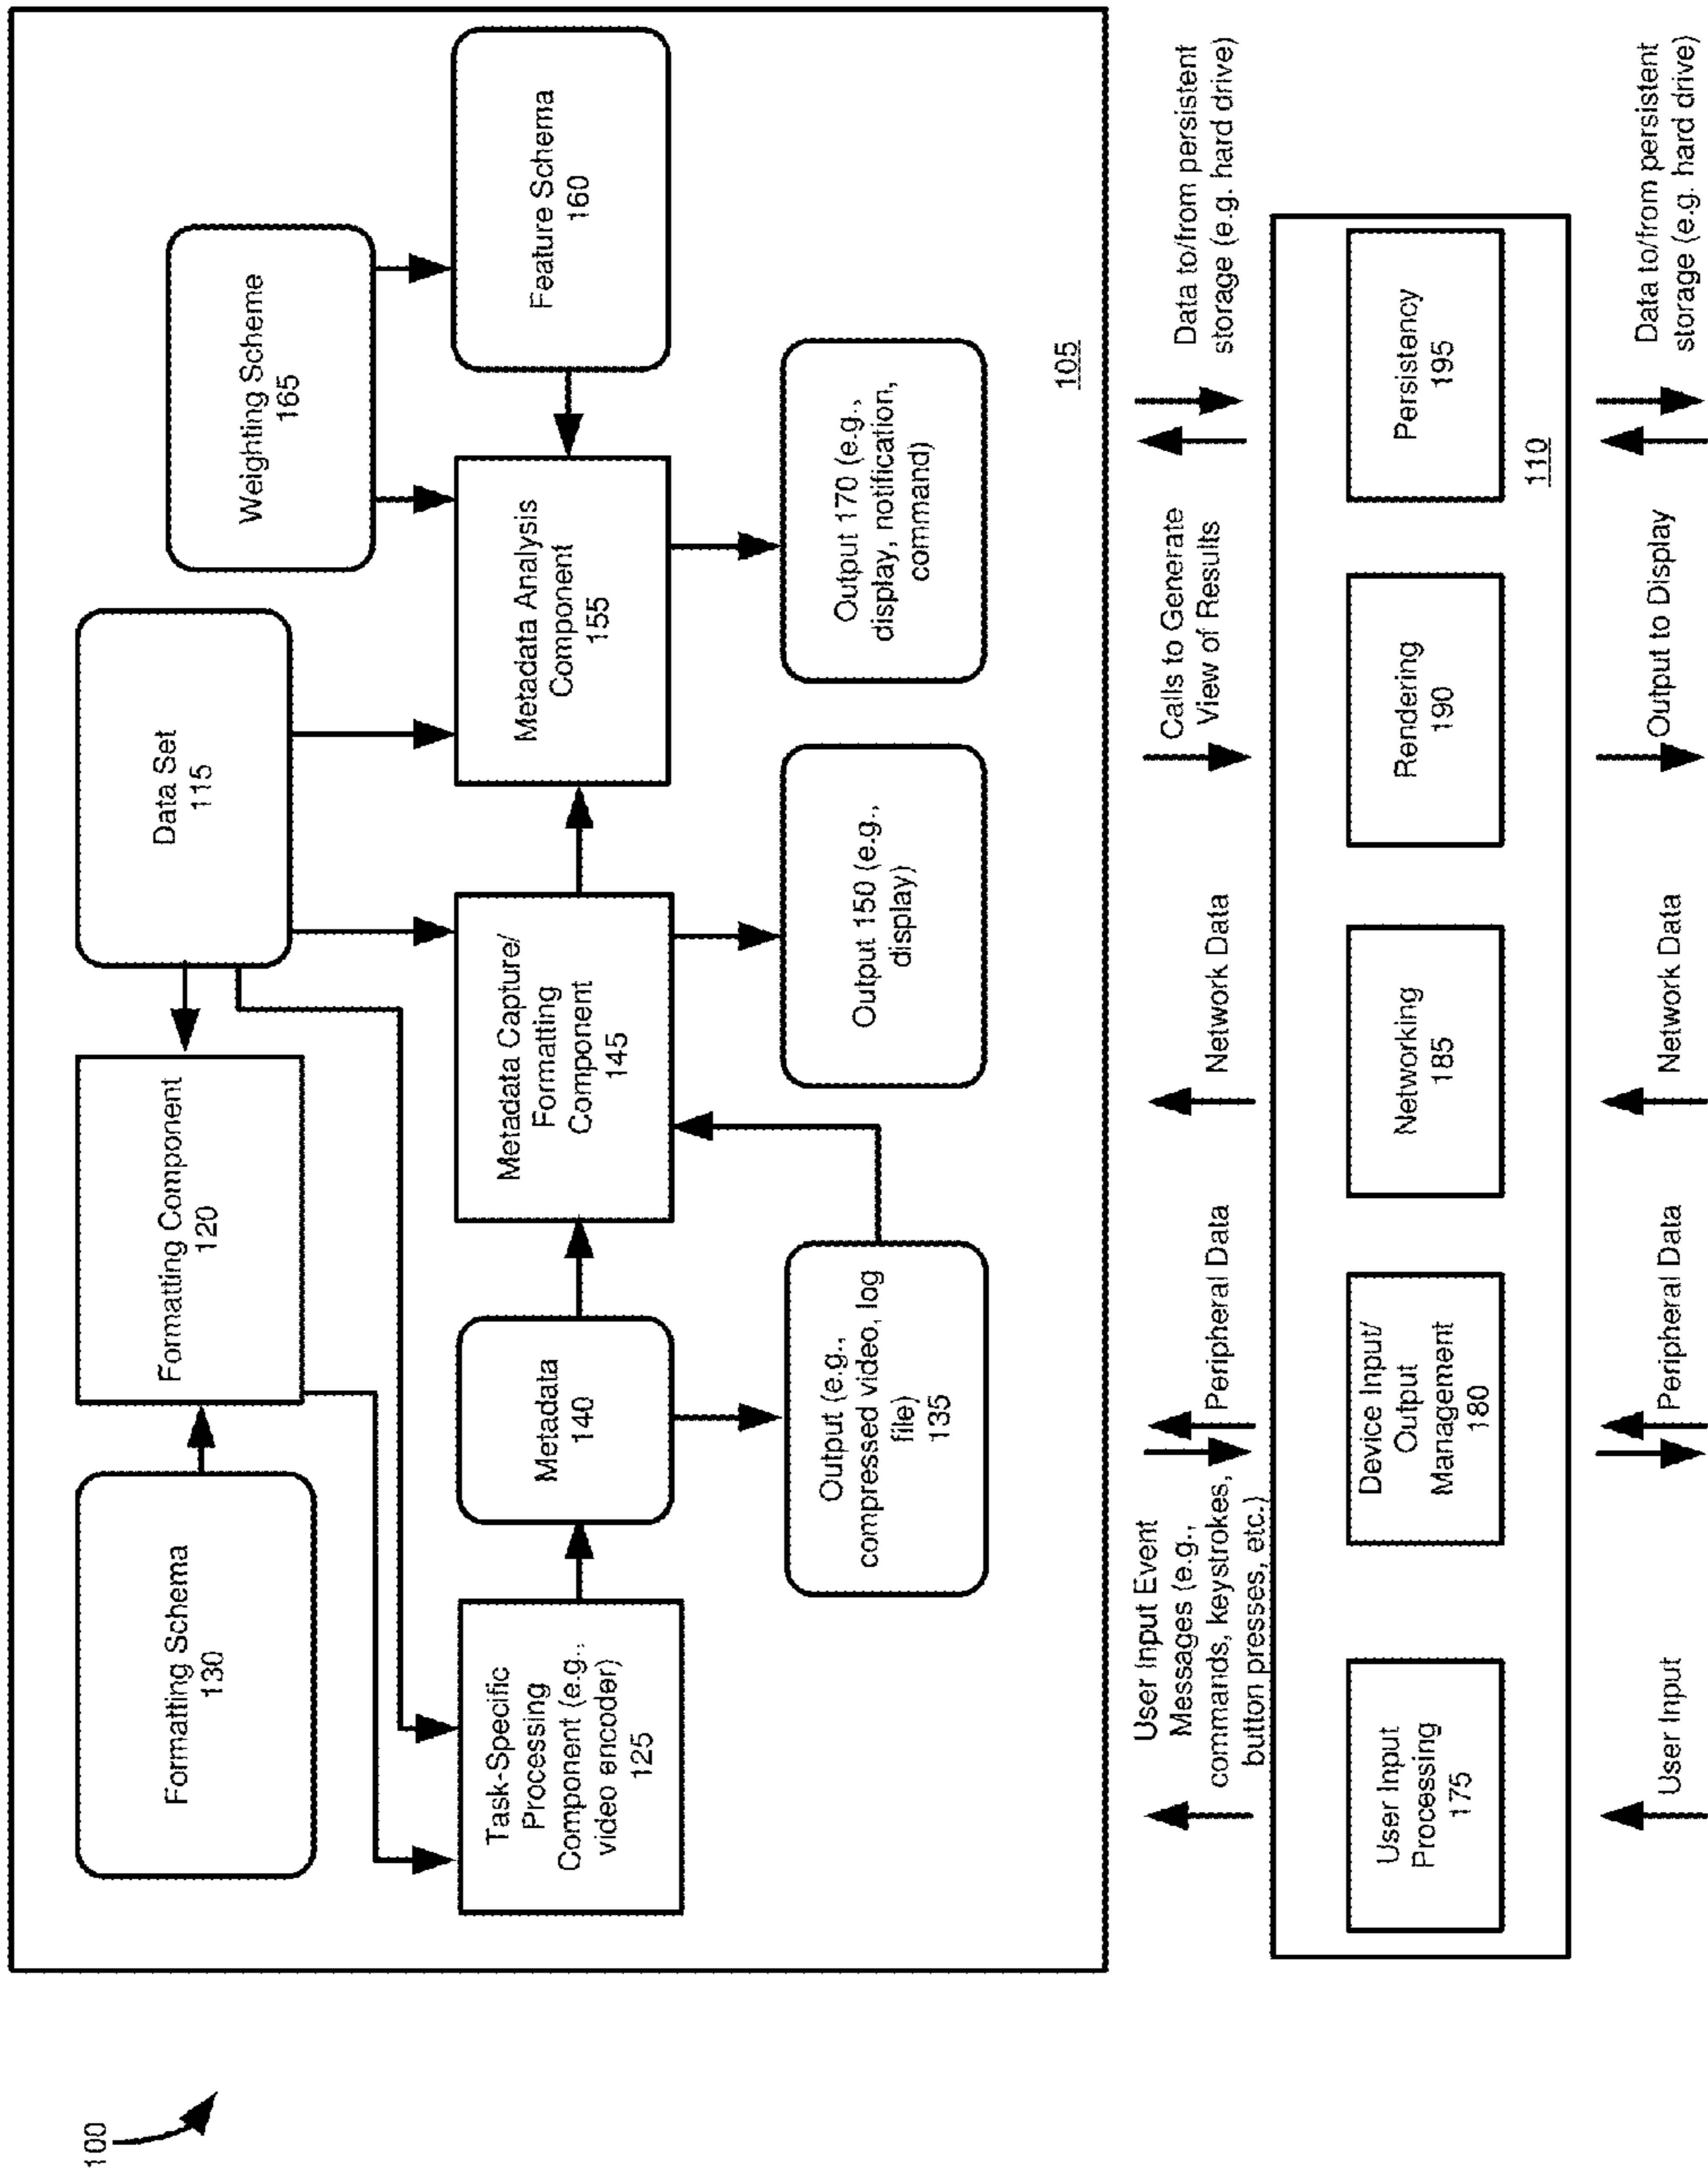 100
Formatting Schema
130
Formatting Component
120
Data Set
115
Weighting Scheme
165
Task-Specific
Processing
Component (e.g.,
video encoder)
125
Metadata
140
Metadata Capture/
Formatting
Component
145
Metadata Analysis
Component
155
Feature Schema
160
Output (e.g.,
compressed video, log
file)
135
Output 150 (e.g.,
display)
Output 170 (e.g.,
display, notification,
command)
105
User Input Event
Messages (e.g.,
commands, keystrokes,
button presses, etc.)
Peripheral Data
Network Data
Calls to Generate
View of Results
Data to/from persistent
storage (e.g. hard drive)
User Input
Processing
175
Device Input/
Output
Management
180
Networking
185
Rendering
190
Persistency
195
110
User Input
Peripheral Data
Network Data
Output to Display
Data to/from persistent
storage (e.g. hard drive)